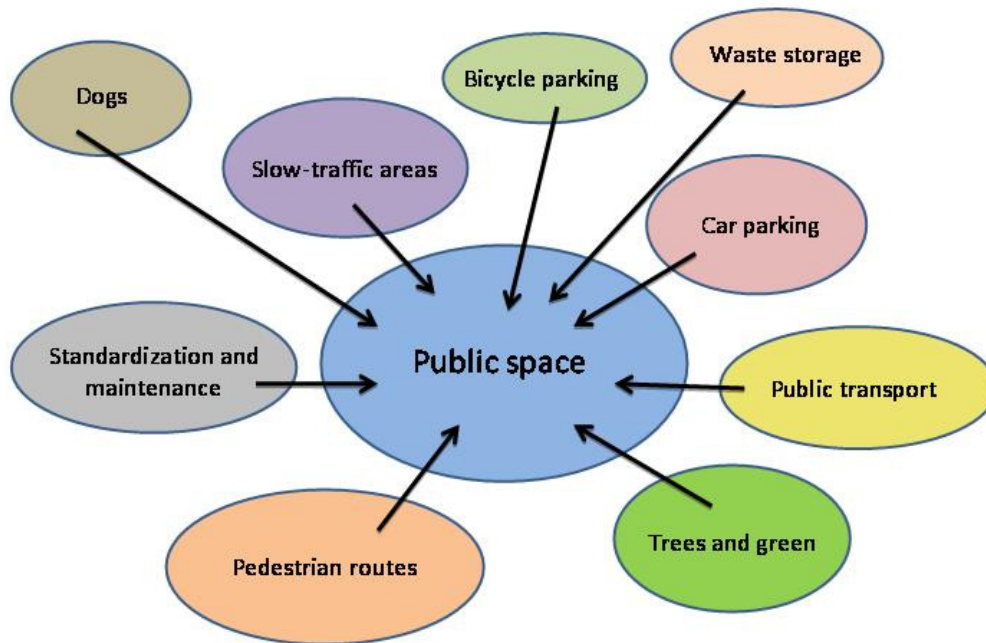 Waste storage
Bicycle parking
Dogs
Slow-traffic areas
Car parking
Standardization and
maintenance
Public space
Public transport
Trees and green
Pedestrian routes